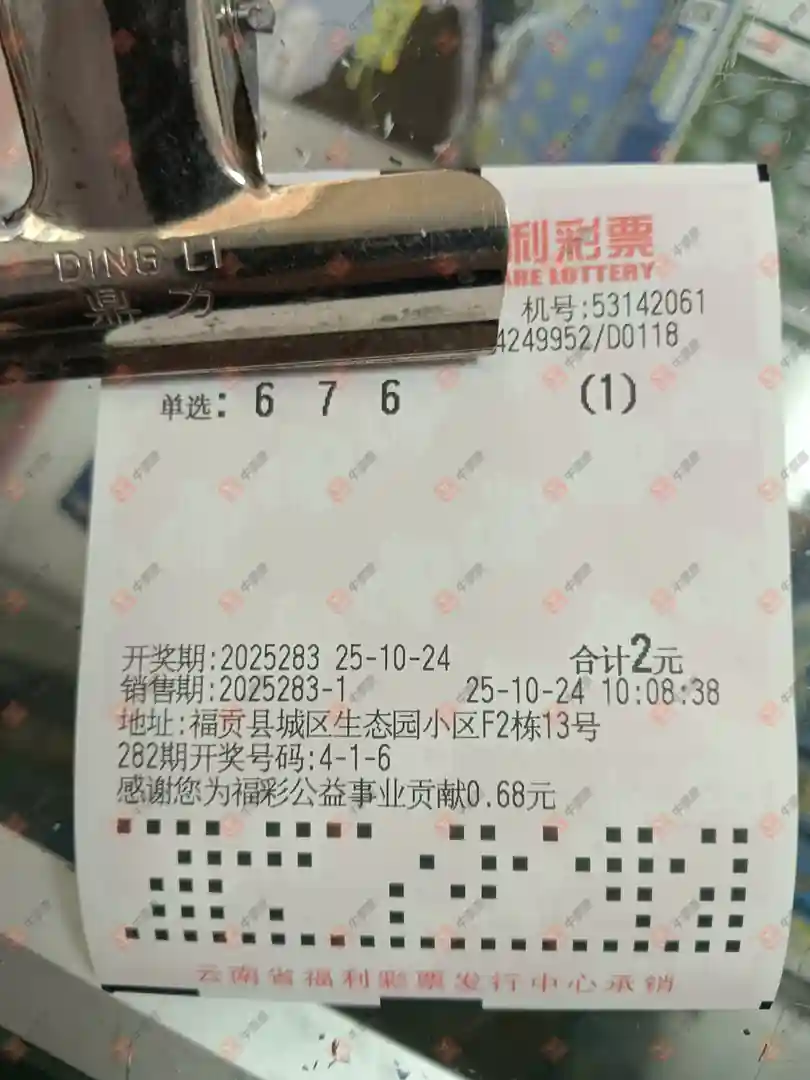 DING LI
鼎力
利彩票
ARE LOTTERY
机号:53142061
4249952/D0118
单选: 6 7 6 (1)
开奖期:2025283 25-10-24 合计2元
销售期:2025283-1 25-10-24 10:08:38
地址:福贡县城区生态园小区F2栋13号
282期开奖号码:4-1-6
感谢您为福彩公益事业贡献0.68元
云南省福利彩票发行中心承销